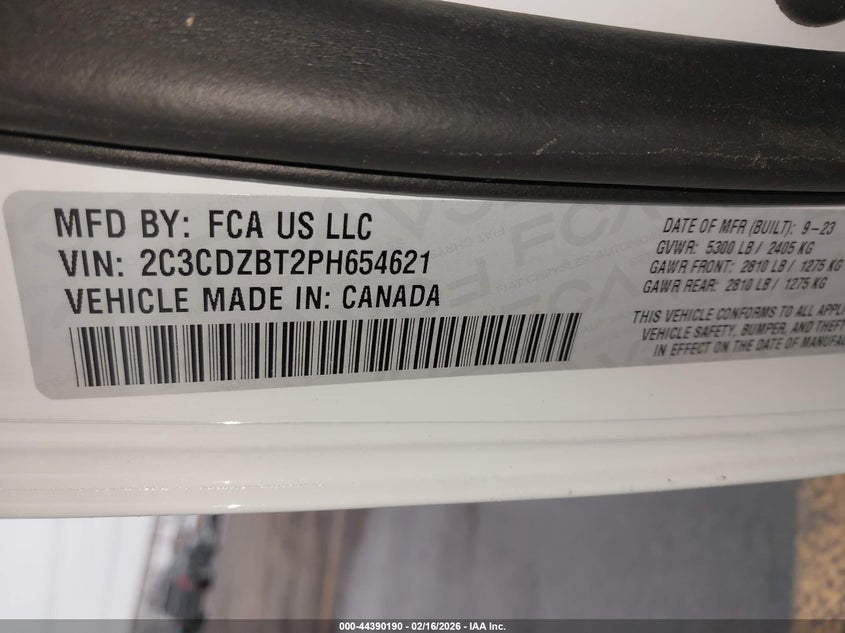 MFD BY: FCA US LLC
VIN: 2C3CDZBT2PH654621
VEHICLE MADE IN: CANADA
DATE OF MFR (BUILT): 9-23
GVWR: 5300 LB / 2405 KG
GAWR FRONT: 2810 LB / 1275 KG
GAWR REAR: 2810 LB / 1275 KG
THIS VEHICLE CONFORMS TO ALL
VEHICLE SAFETY, BUMPER, AND THEFT
IN EFFECT ON THE DATE OF
000-44390190 - 02/16/2026 - IAA Inc.